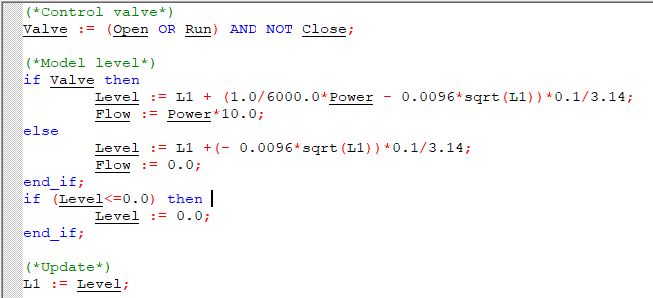 (*Control valve*)
Valve := (Open OR Run) AND NOT Close;
(*Model level*)
if Valve then
Level := L1 + (1.0/6000.0*Power - 0.0096*sqrt(L1))*0.1/3.14;
Flow := Power*10.0;
else
Level := L1 +(- 0.0096*sqrt(L1))*0.1/3.14;
Flow := 0.0;
end_if;
if (Level<=0.0) then
Level := 0.0;
end_if;
(*Update*)
L1 := Level;